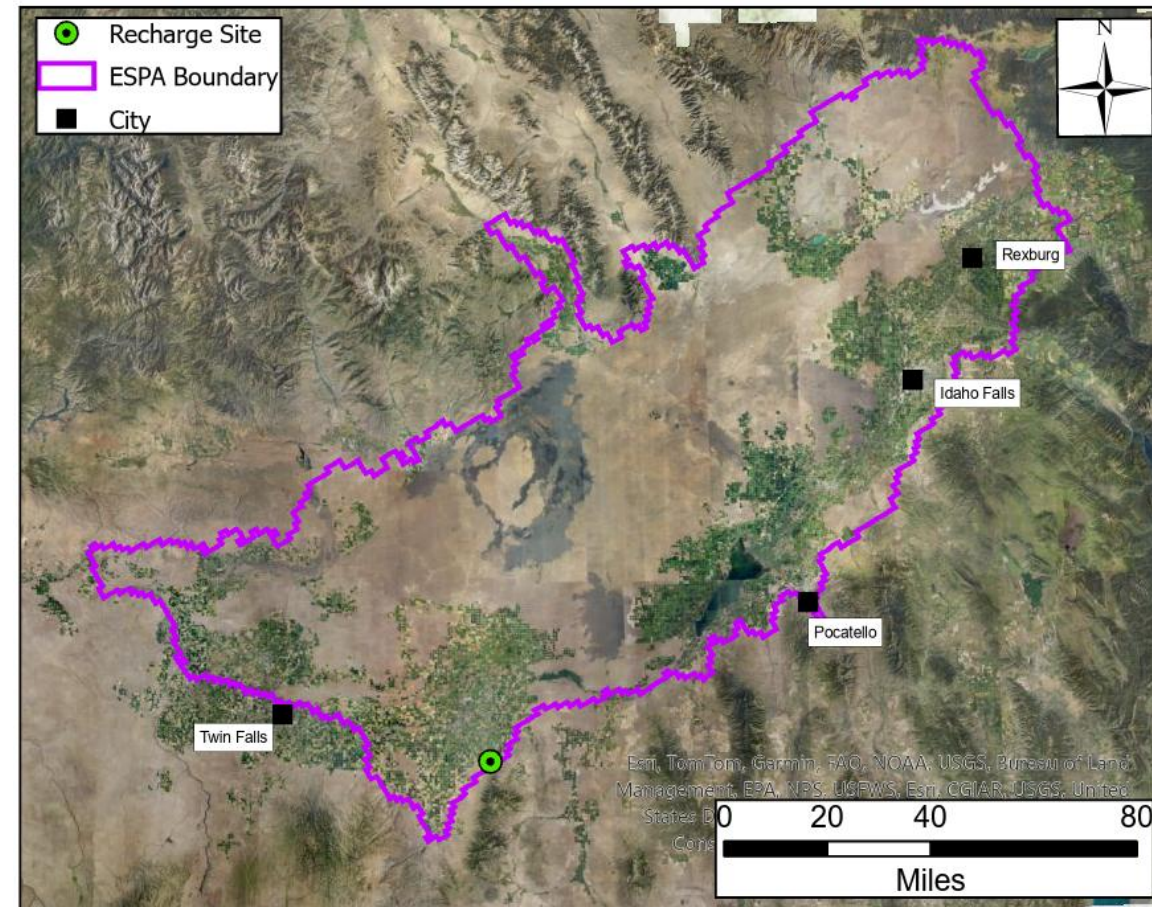 Recharge Site
ESPA Boundary
City
N
Rexburg
Idaho Falls
Pocatello
Twin Falls
Esri, TomTom, Garmin, FAO, NOAA, USGS, Bureau of Land
Management, EPA, NPS, USFWS, Esri, CGIAR, USGS, United
States
0 20 40 80
Miles